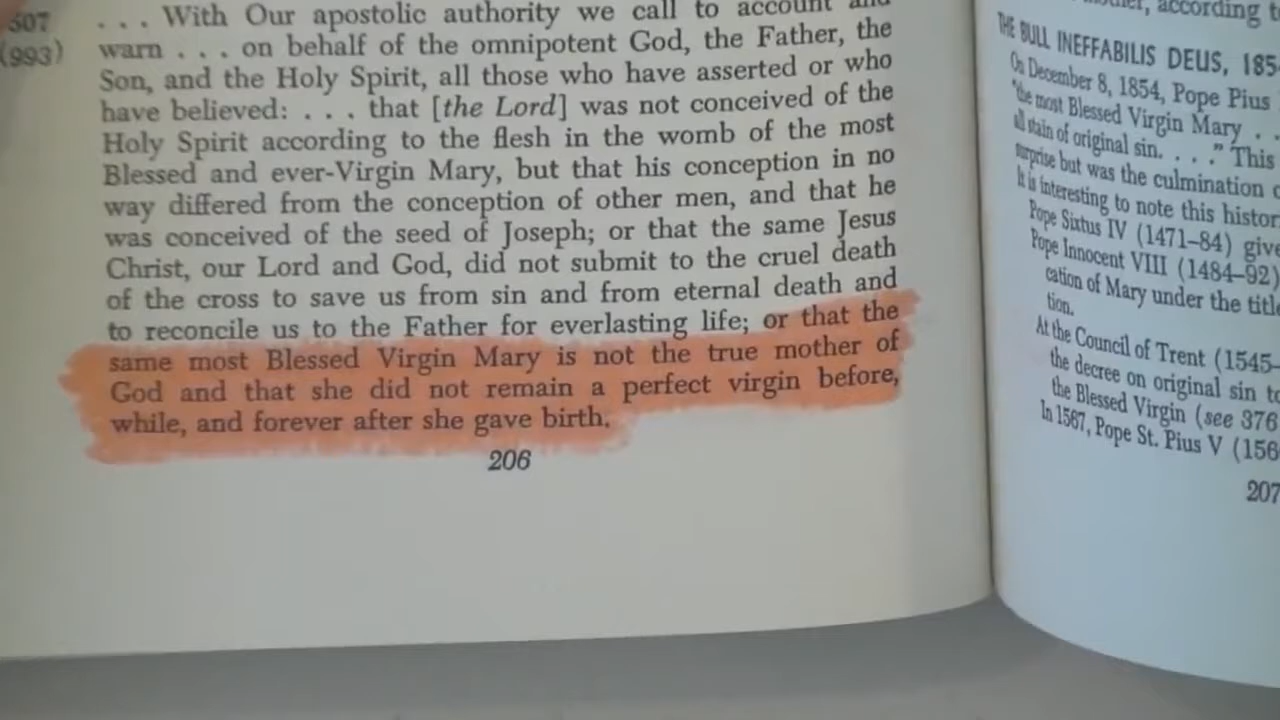 507
(993)
. . . With Our apostolic authority we call to account and
warn . . . on behalf of the omnipotent God, the Father, the
Son, and the Holy Spirit, all those who have asserted or who
have believed: . . . that [the Lord] was not conceived of the
Holy Spirit according to the flesh in the womb of the most
Blessed and ever-Virgin Mary, but that his conception in no
way differed from the conception of other men, and that he
was conceived of the seed of Joseph; or that the same Jesus
Christ, our Lord and God, did not submit to the cruel death
of the cross to save us from sin and from eternal death and
to reconcile us to the Father for everlasting life; or that the
same most Blessed Virgin Mary is not the true mother of
God and that she did not remain a perfect virgin before,
while, and forever after she gave birth.
206
according
THE BULL INEFFABILIS DEUS, 185
On December 8, 1854, Pope Pius
"the most Blessed Virgin Mary . .
all stain of original sin. . . ." This
surprise but was the culmination
It is interesting to note this histor
Pope Sixtus IV (1471–84) give
Pope Innocent VIII (1484–92)
cation of Mary under the title
tion.
At the Council of Trent (1545–
the decree on original sin to
the Blessed Virgin (see 376
In 1567, Pope St. Pius V (156
207